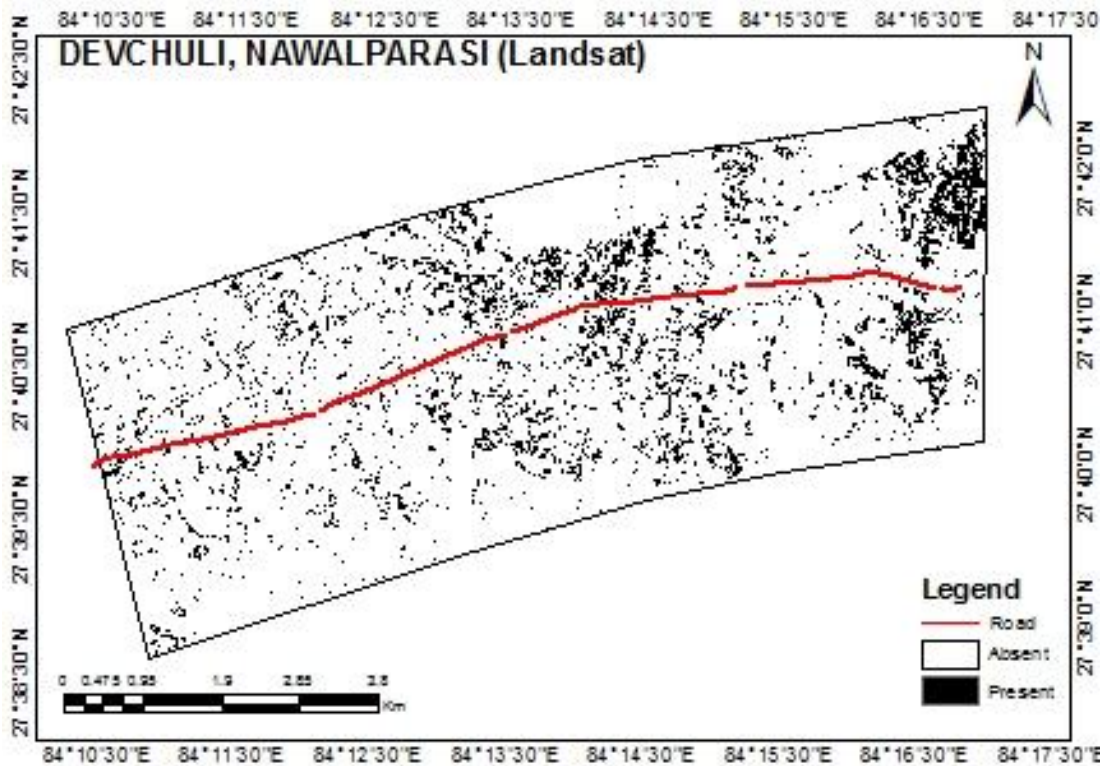 84°10'30"E 84°11'30"E 84°12'30"E 84°13'30"E 84°14'30"E 84°15'30"E 84°16'30"E 84°17'30
DEVCHULI, NAWALPARASI (Landsat)
N
27°42'30"N
27°41'30"N
27°40'30"N
27°39'30"N
27°38'30"N
27°42'0"N
27°41'0"N
27°40'0"N
27°39'0"N
Legend
Road
Absent
Present
0 0.475 0.95 1.9 2.85 3.8
Km
84°10'30"E 84°11'30"E 84°12'30"E 84°13'30"E 84°14'30"E 84°15'30"E 84°16'30"E 84°17'30"E